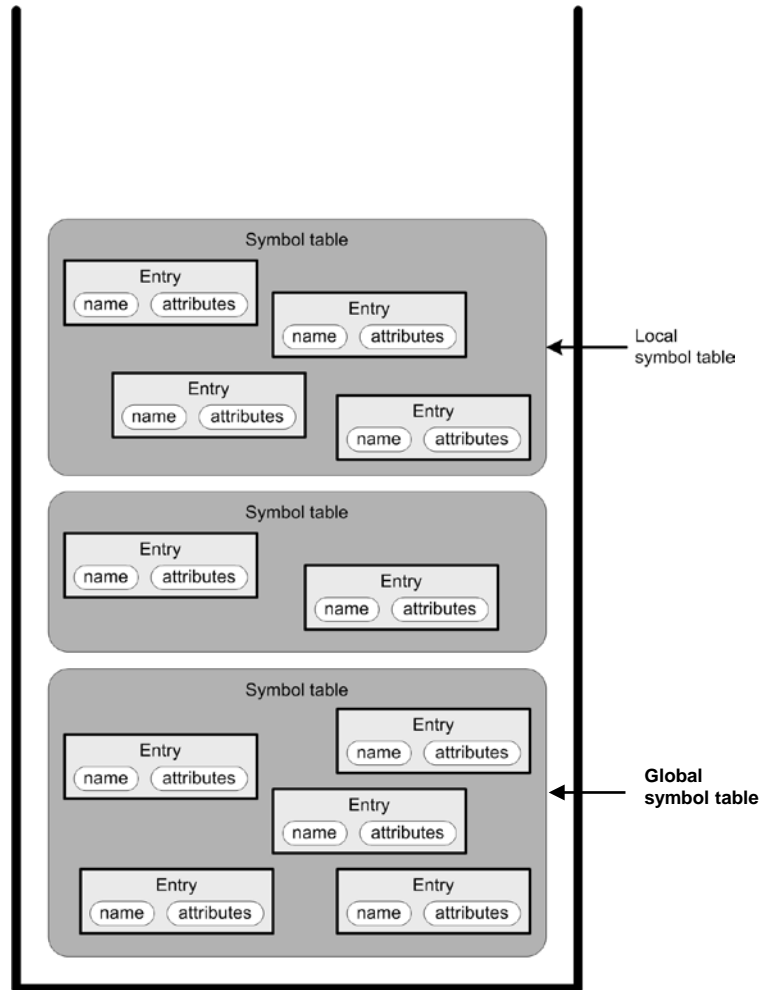 Symbol table
Entry
name attributes
Entry
name attributes
Entry
name attributes
Entry
name attributes
Local
symbol table
Symbol table
Entry
name attributes
Entry
name attributes
Symbol table
Entry
name attributes
Entry
name attributes
Entry
name attributes
Entry
name attributes
Entry
name attributes
Global
symbol table